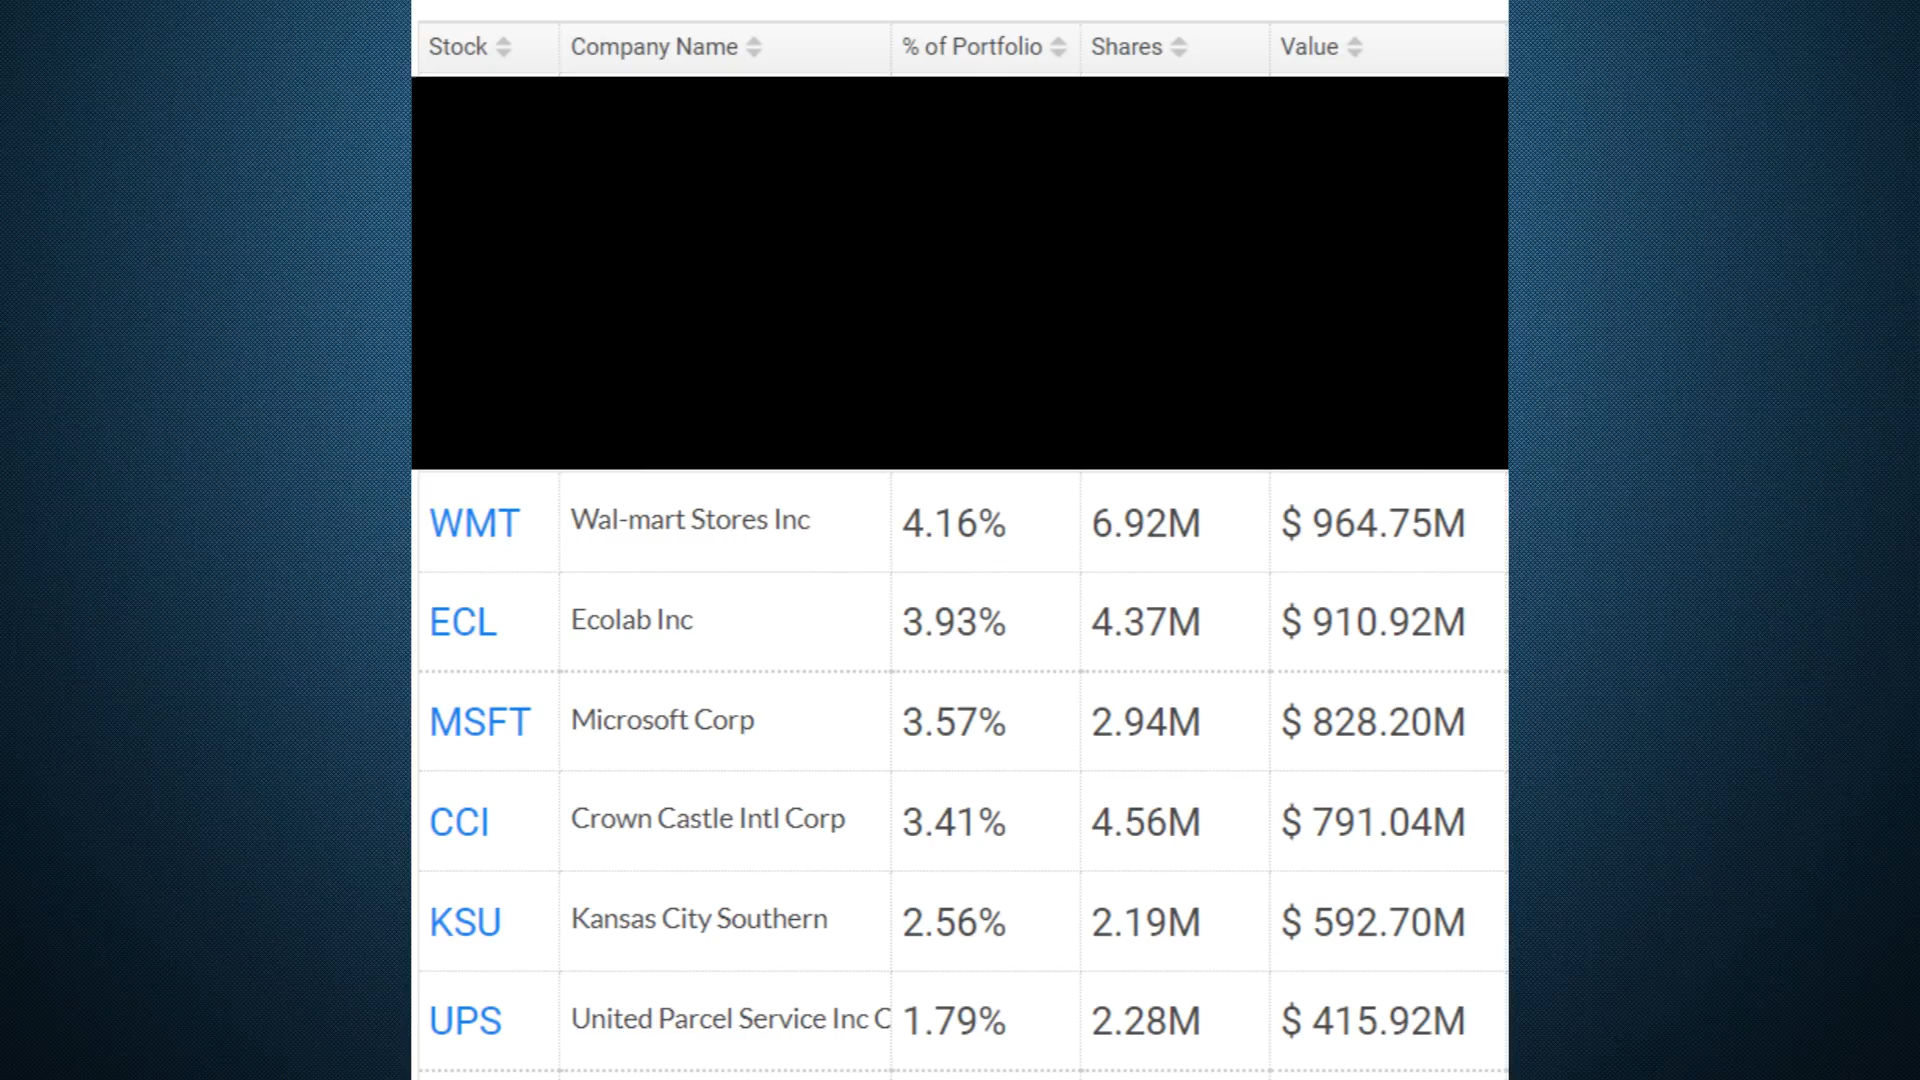 Stock Company Name % of Portfolio Shares Value
WMT Wal-mart Stores Inc 4.16% 6.92M $ 964.75M
ECL Ecolab Inc 3.93% 4.37M $ 910.92M
MSFT Microsoft Corp 3.57% 2.94M $ 828.20M
CCI Crown Castle Intl Corp 3.41% 4.56M $ 791.04M
KSU Kansas City Southern 2.56% 2.19M $ 592.70M
UPS United Parcel Service Inc C 1.79% 2.28M $ 415.92M